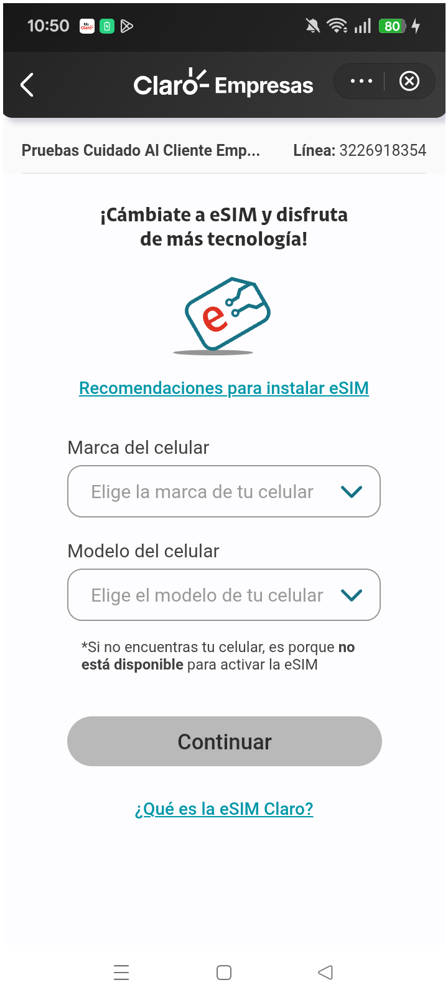 10:50
Mi
Claro
80
Claro Empresas
Pruebas Cuidado Al Cliente Emp... Línea: 3226918354
¡Cámbiate a eSIM y disfruta
de más tecnología!
e
Recomendaciones para instalar eSIM
Marca del celular
Elige la marca de tu celular
Modelo del celular
Elige el modelo de tu celular
*Si no encuentras tu celular, es porque no
está disponible para activar la eSIM
Continuar
¿Qué es la eSIM Claro?